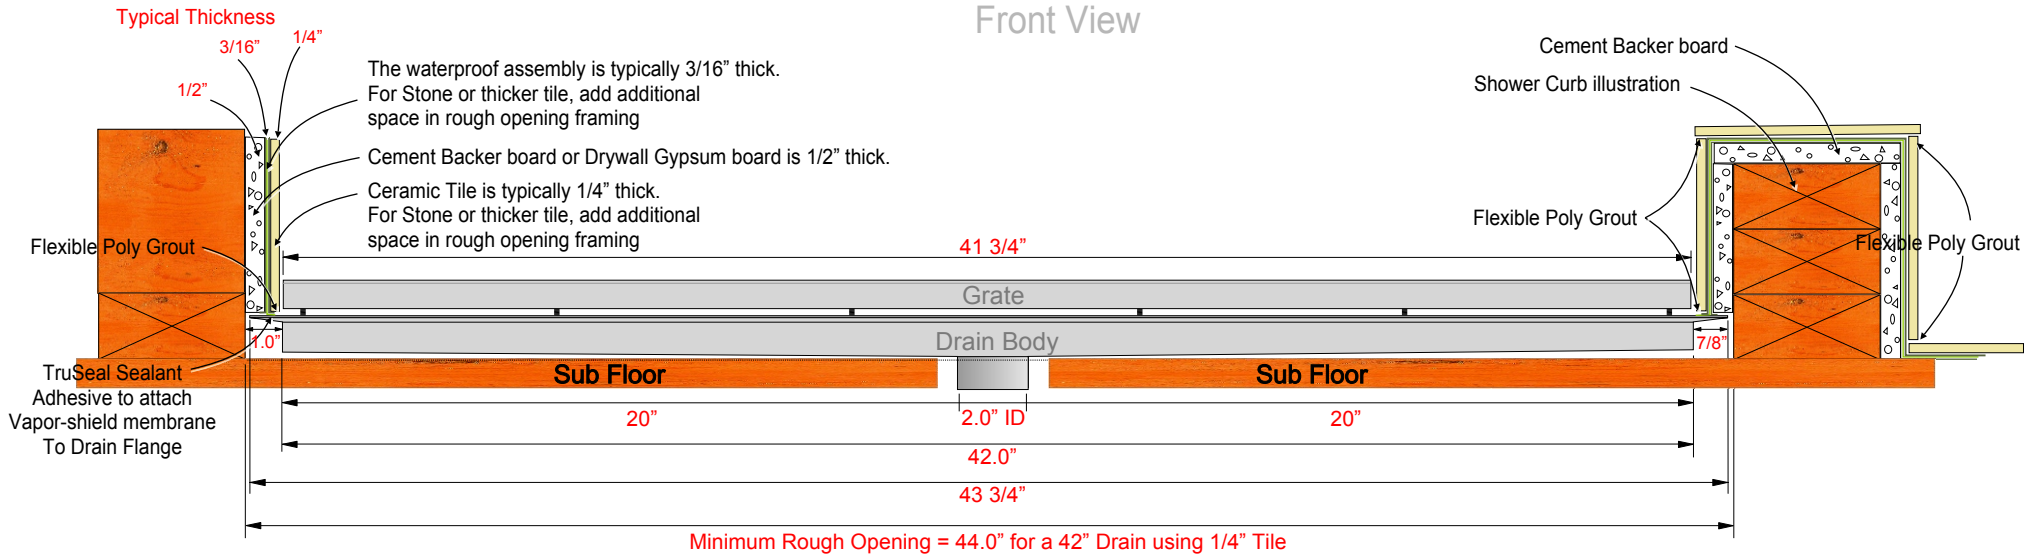 Front View
Typical Thickness
3/16”
1/4”
1/2”
The waterproof assembly is typically 3/16” thick.
For Stone or thicker tile, add additional
space in rough opening framing
Cement Backer board or Drywall Gypsum board is 1/2” thick.
Ceramic Tile is typically 1/4” thick.
For Stone or thicker tile, add additional
space in rough opening framing
Flexible Poly Grout
Cement Backer board
Shower Curb illustration
Flexible Poly Grout
Flexible Poly Grout
41 3/4”
Grate
Drain Body
1.0”
7/8”
Sub Floor
Sub Floor
TruSeal Sealant
Adhesive to attach
Vapor-shield membrane
To Drain Flange
20”
2.0” ID
20”
42.0”
43 3/4”
Minimum Rough Opening = 44.0” for a 42” Drain using 1/4” Tile